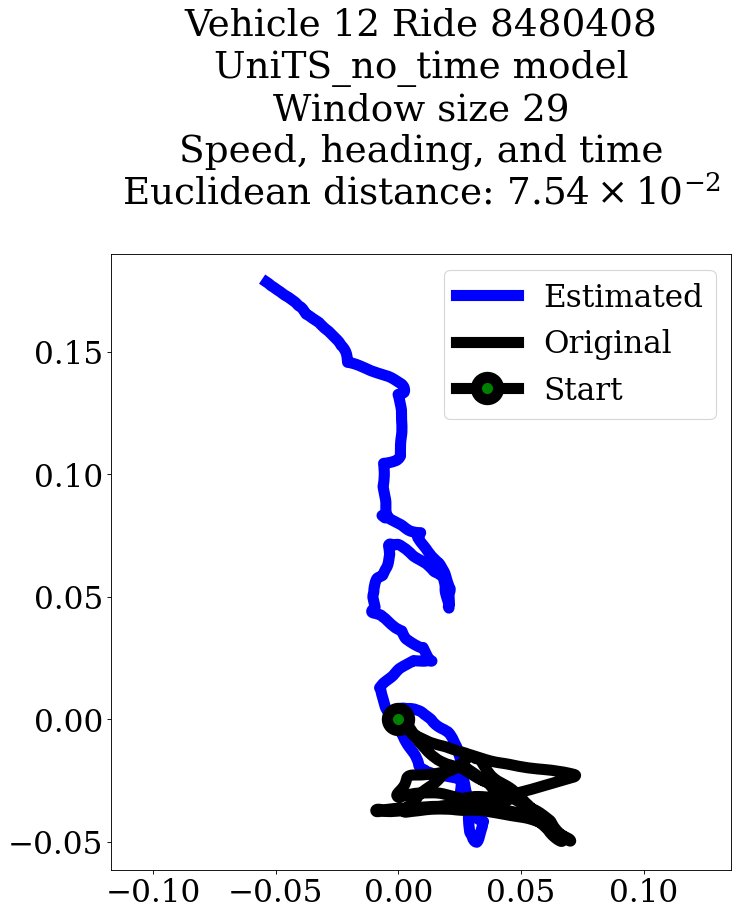 Vehicle 12 Ride 8480408
UniTS_no_time model
Window size 29
Speed, heading, and time
Euclidean distance: $7.54 \times 10^{-2}$
Estimated
Original
Start
0.15
0.10
0.05
0.00
−0.05
−0.10 −0.05 0.00 0.05 0.10